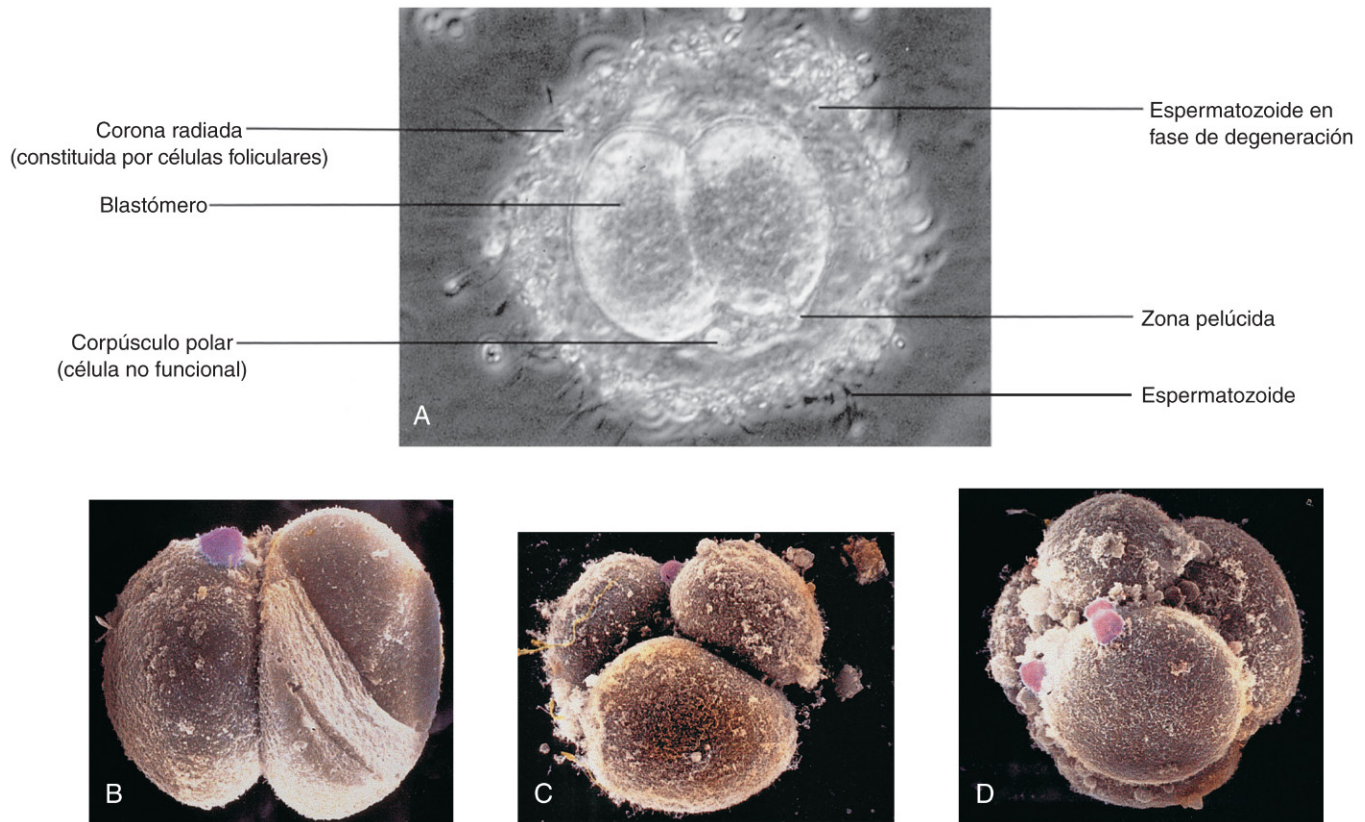 Corona radiada
(constituida por células foliculares)
Blastómero
Corpúsculo polar
(célula no funcional)
Espermatozoide en
fase de degeneración
Zona pelúcida
Espermatozoide
A
B
C
D